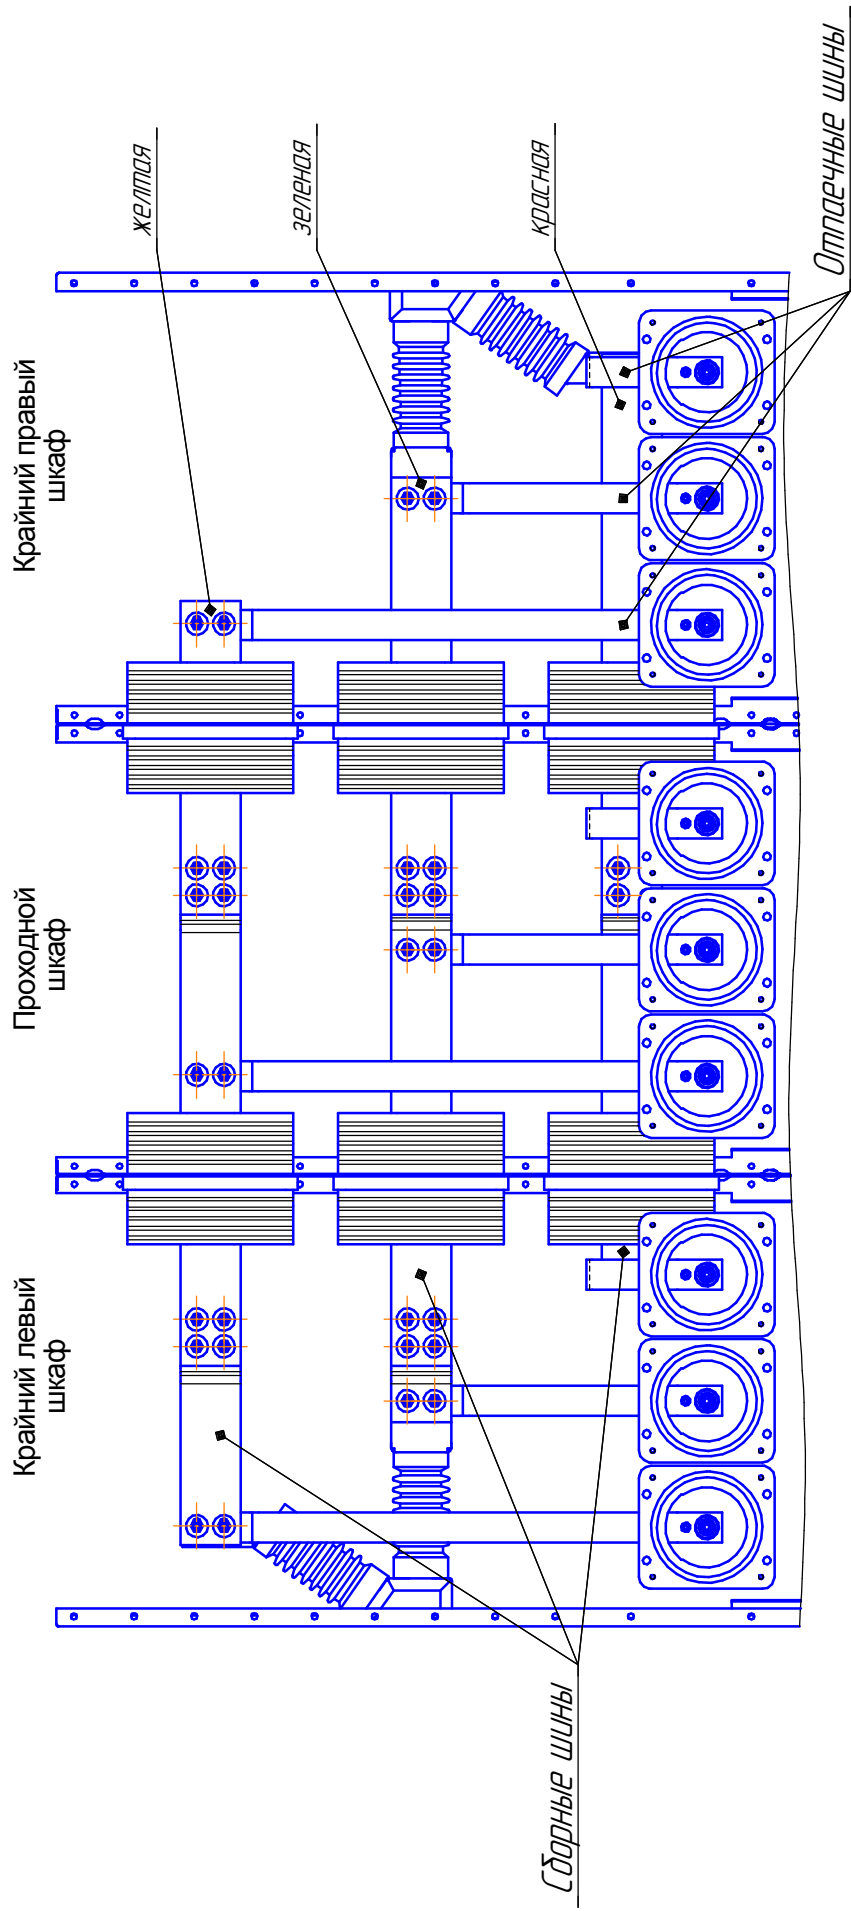 Крайний левый
шкаф
Проходной
шкаф
Крайний правый
шкаф
желтая
зеленая
красная
Сборные шины
Отпаечные шины